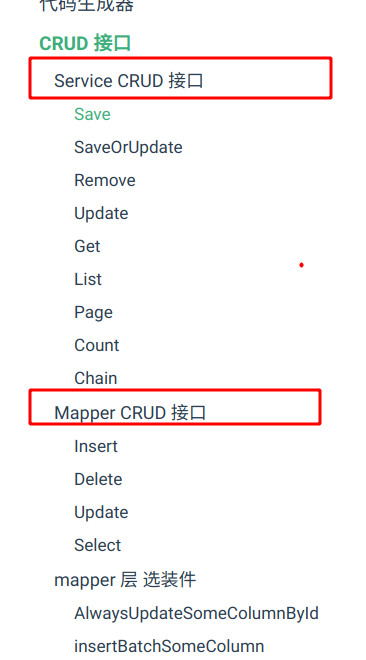 代码生成器
CRUD 接口
Service CRUD 接口
Save
SaveOrUpdate
Remove
Update
Get
List
Page
Count
Chain
Mapper CRUD 接口
Insert
Delete
Update
Select
mapper 层 选装件
AlwaysUpdateSomeColumnById
insertBatchSomeColumn